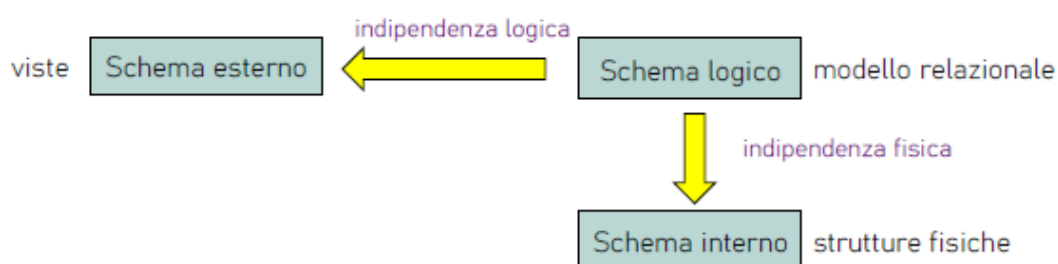 indipendenza logica
viste
Schema esterno
Schema logico
modello relazionale
indipendenza fisica
Schema interno
strutture fisiche